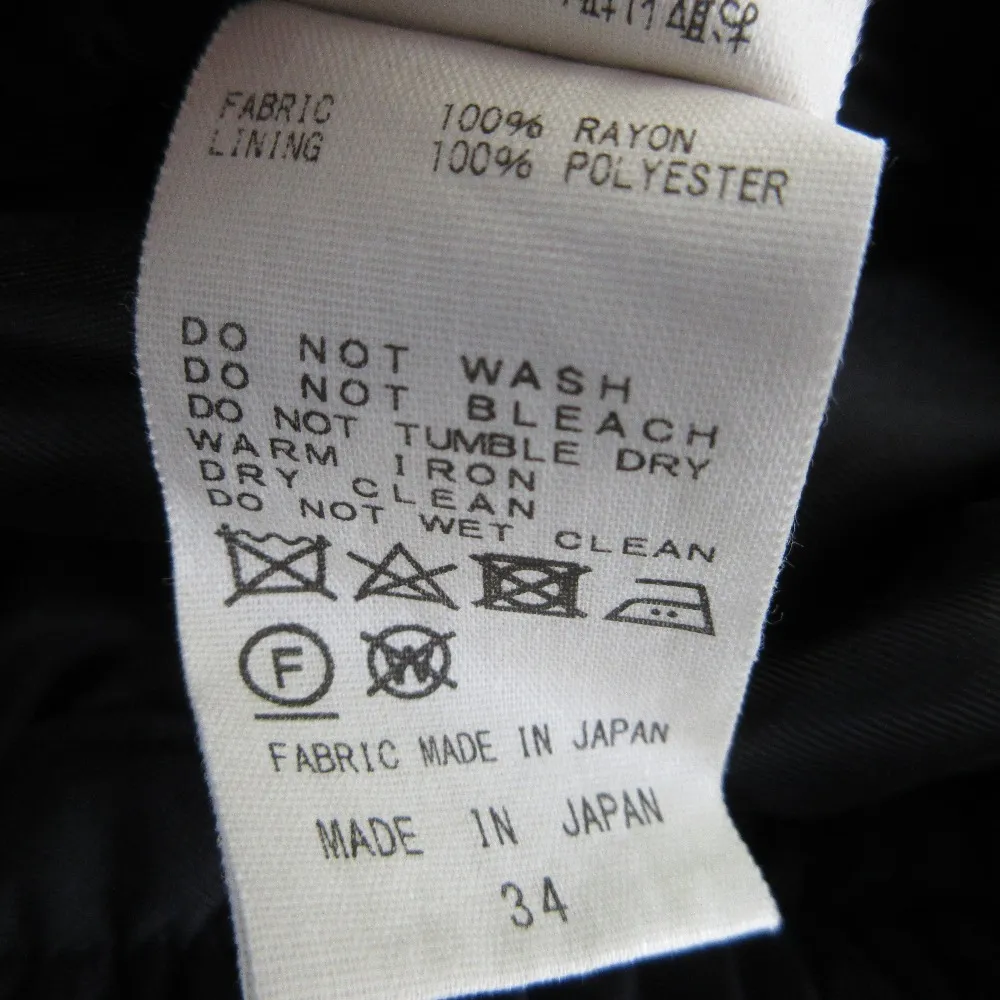 FABRIC 100% RAYON
LINING 100% POLYESTER
DO NOT WASH
DO NOT BLEACH
DO NOT TUMBLE DRY
WARM IRON
DRY CLEAN
DO NOT WET CLEAN
F
W
FABRIC MADE IN JAPAN
MADE IN JAPAN
34